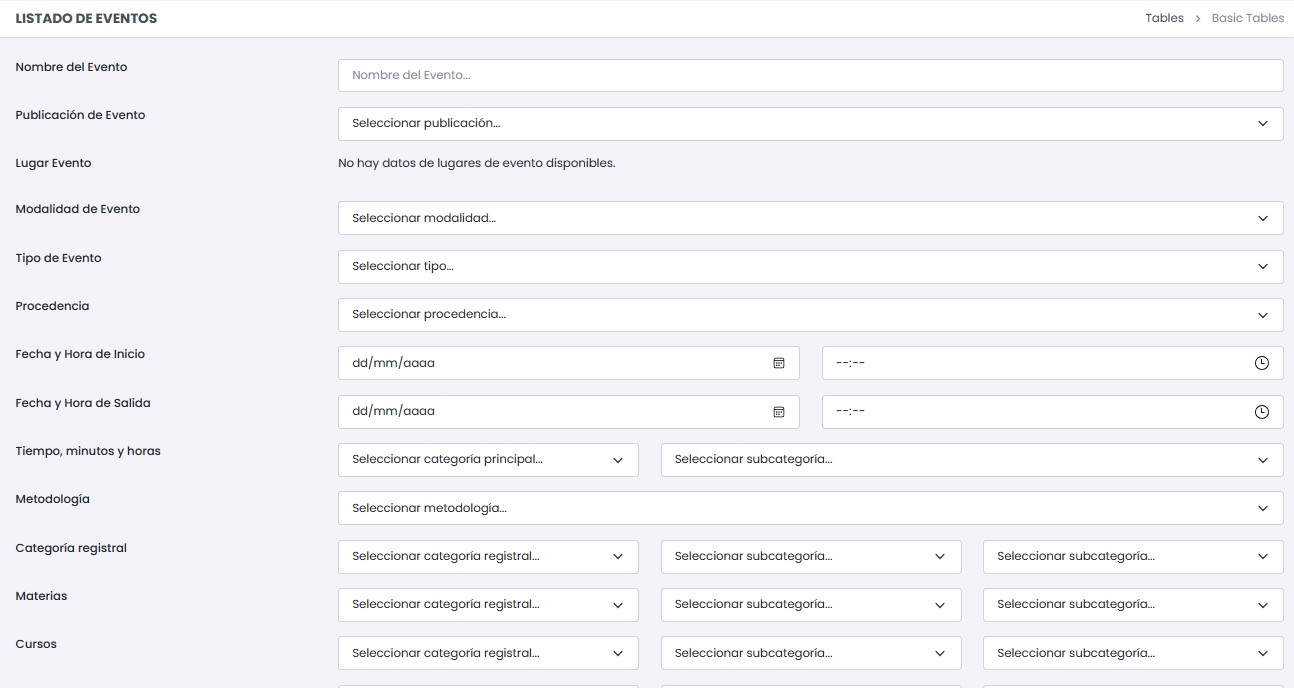 LISTADO DE EVENTOS
Tables > Basic Tables
Nombre del Evento
Nombre del Evento...
Publicación de Evento
Seleccionar publicación...
Lugar Evento
No hay datos de lugares de evento disponibles.
Modalidad de Evento
Seleccionar modalidad...
Tipo de Evento
Seleccionar tipo...
Procedencia
Seleccionar procedencia...
Fecha y Hora de Inicio
dd/mm/aaaa
--:--
Fecha y Hora de Salida
dd/mm/aaaa
--:--
Tiempo, minutos y horas
Seleccionar categoría principal...
Seleccionar subcategoría...
Metodología
Seleccionar metodología...
Categoría registral
Seleccionar categoría registral...
Seleccionar subcategoría...
Seleccionar subcategoría...
Materias
Seleccionar categoría registral...
Seleccionar subcategoría...
Seleccionar subcategoría...
Cursos
Seleccionar categoría registral...
Seleccionar subcategoría...
Seleccionar subcategoría...